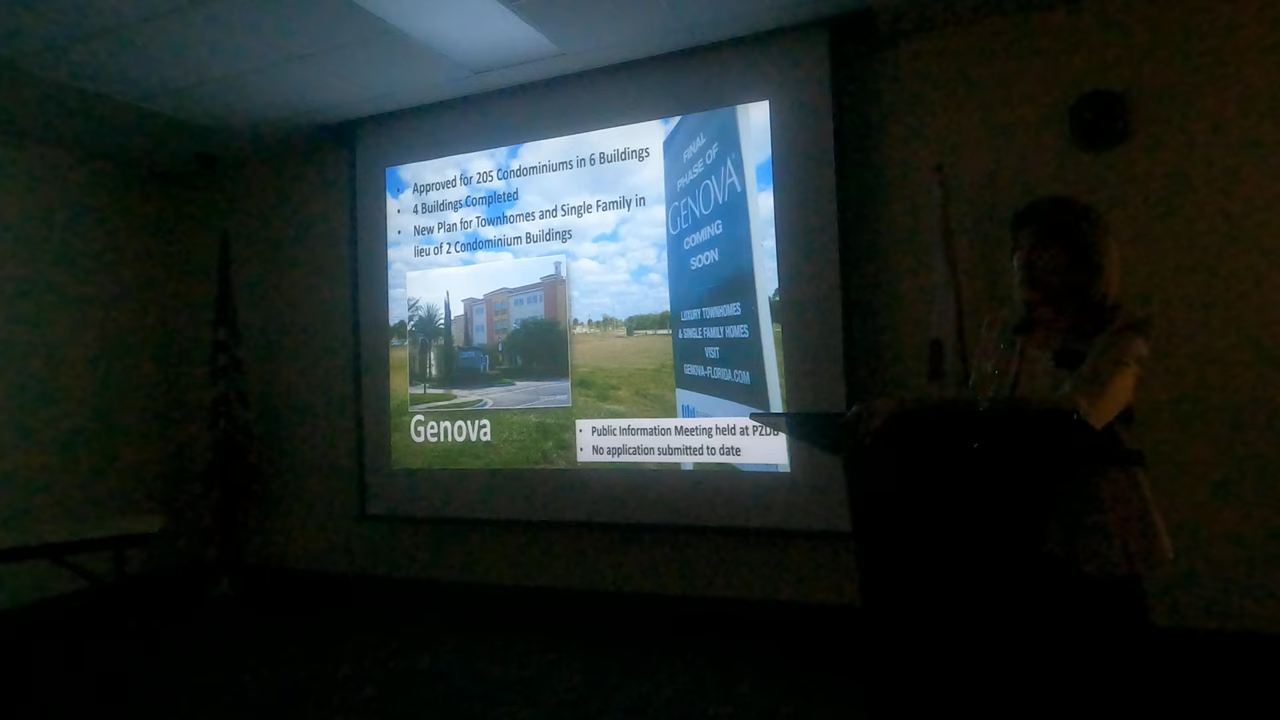 • Approved for 205 Condominiums in 6 Buildings
• 4 Buildings Completed
• New Plan for Townhomes and Single Family in
lieu of 2 Condominium Buildings
FINAL
PHASE OF
GENOVA
COMING
SOON
LUXURY TOWNHOMES
& SINGLE FAMILY HOMES
VISIT
GENOVA-FLORIDA.COM
Genova
• Public Information Meeting held at PZDB
• No application submitted to date